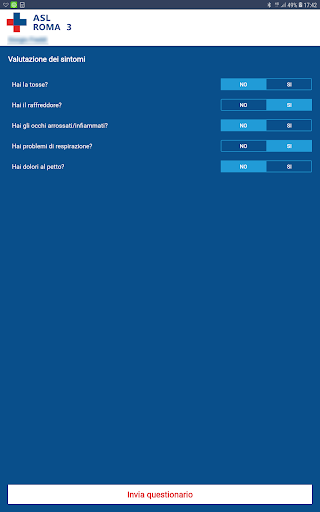 49% 17:42
ASL
ROMA 3
Valutazione dei sintomi
Hai la tosse? NO SI
Hai il raffreddore? NO SI
Hai gli occhi arrossati/infiammati? NO SI
Hai problemi di respirazione? NO SI
Hai dolori al petto? NO SI
Invia questionario